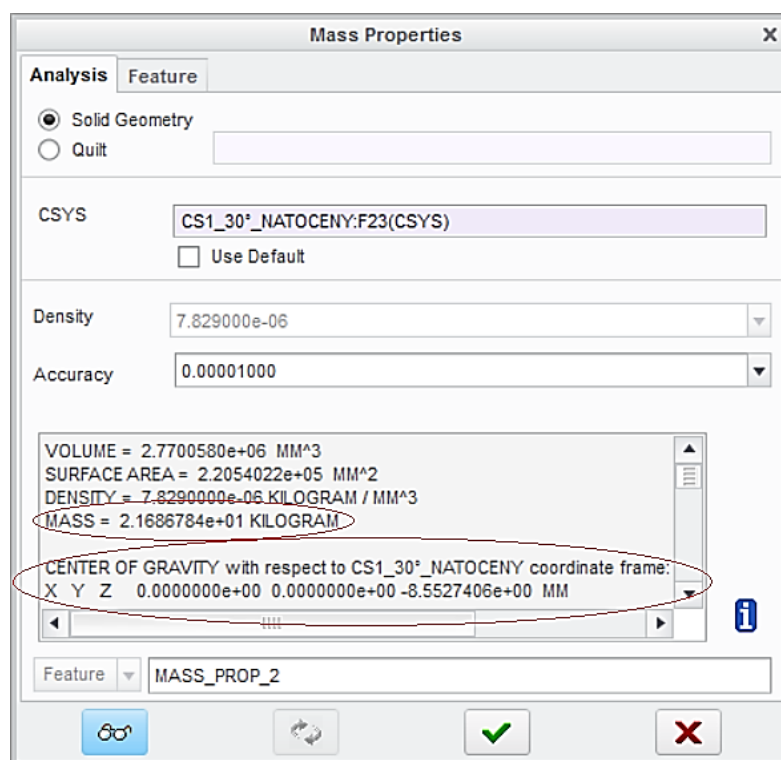 Mass Properties X
Analysis Feature
Solid Geometry
Quilt
CSYS CS1_30°_NATOCENY:F23(CSYS)
Use Default
Density 7.829000e-06
Accuracy 0.00001000
VOLUME = 2.7700580e+06 MM^3
SURFACE AREA = 2.2054022e+05 MM^2
DENSITY = 7.8290000e-06 KILOGRAM / MM^3
MASS = 2.1686784e+01 KILOGRAM
CENTER OF GRAVITY with respect to CS1_30°_NATOCENY coordinate frame:
X Y Z 0.0000000e+00 0.0000000e+00 -8.5527406e+00 MM
Feature MASS_PROP_2